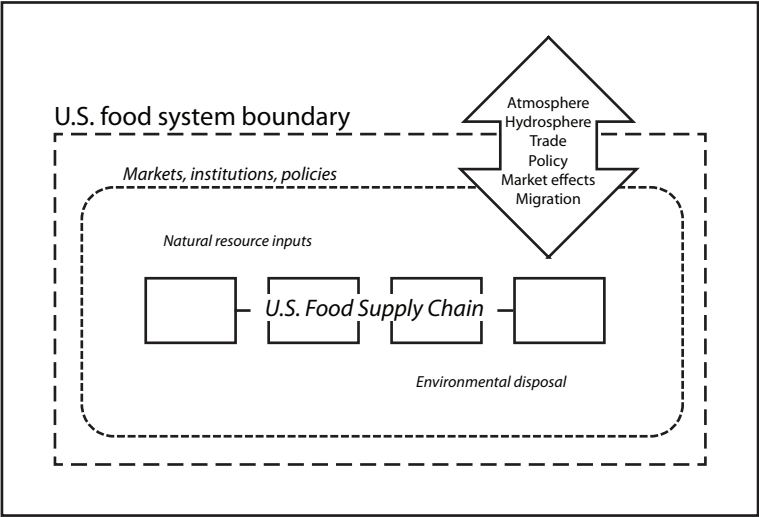 Atmosphere
Hydrosphere
Trade
Policy
Market effects
Migration
U.S. food system boundary
Markets, institutions, policies
Natural resource inputs
U.S. Food Supply Chain
Environmental disposal